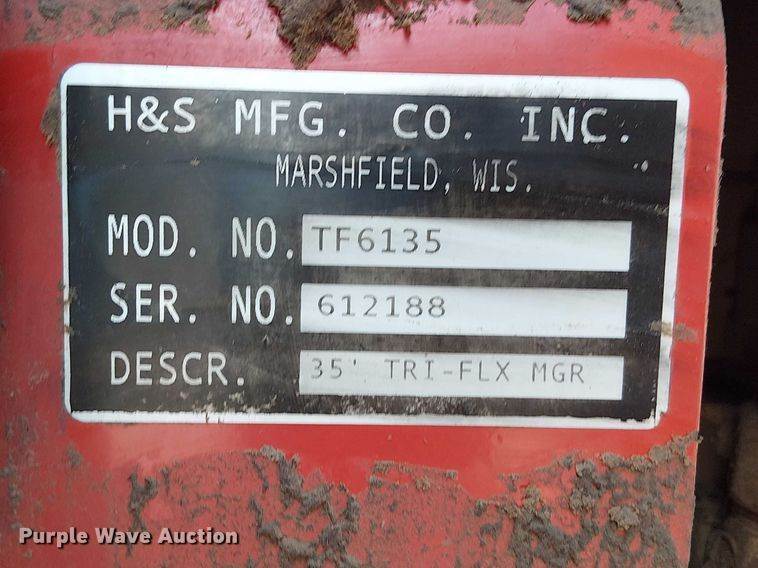 H&S MFG. CO. INC.
MARSHFIELD, WIS.
MOD. NO. TF6135
SER. NO. 612188
DESCR. 35' TRI-FLX MGR
Purple Wave Auction